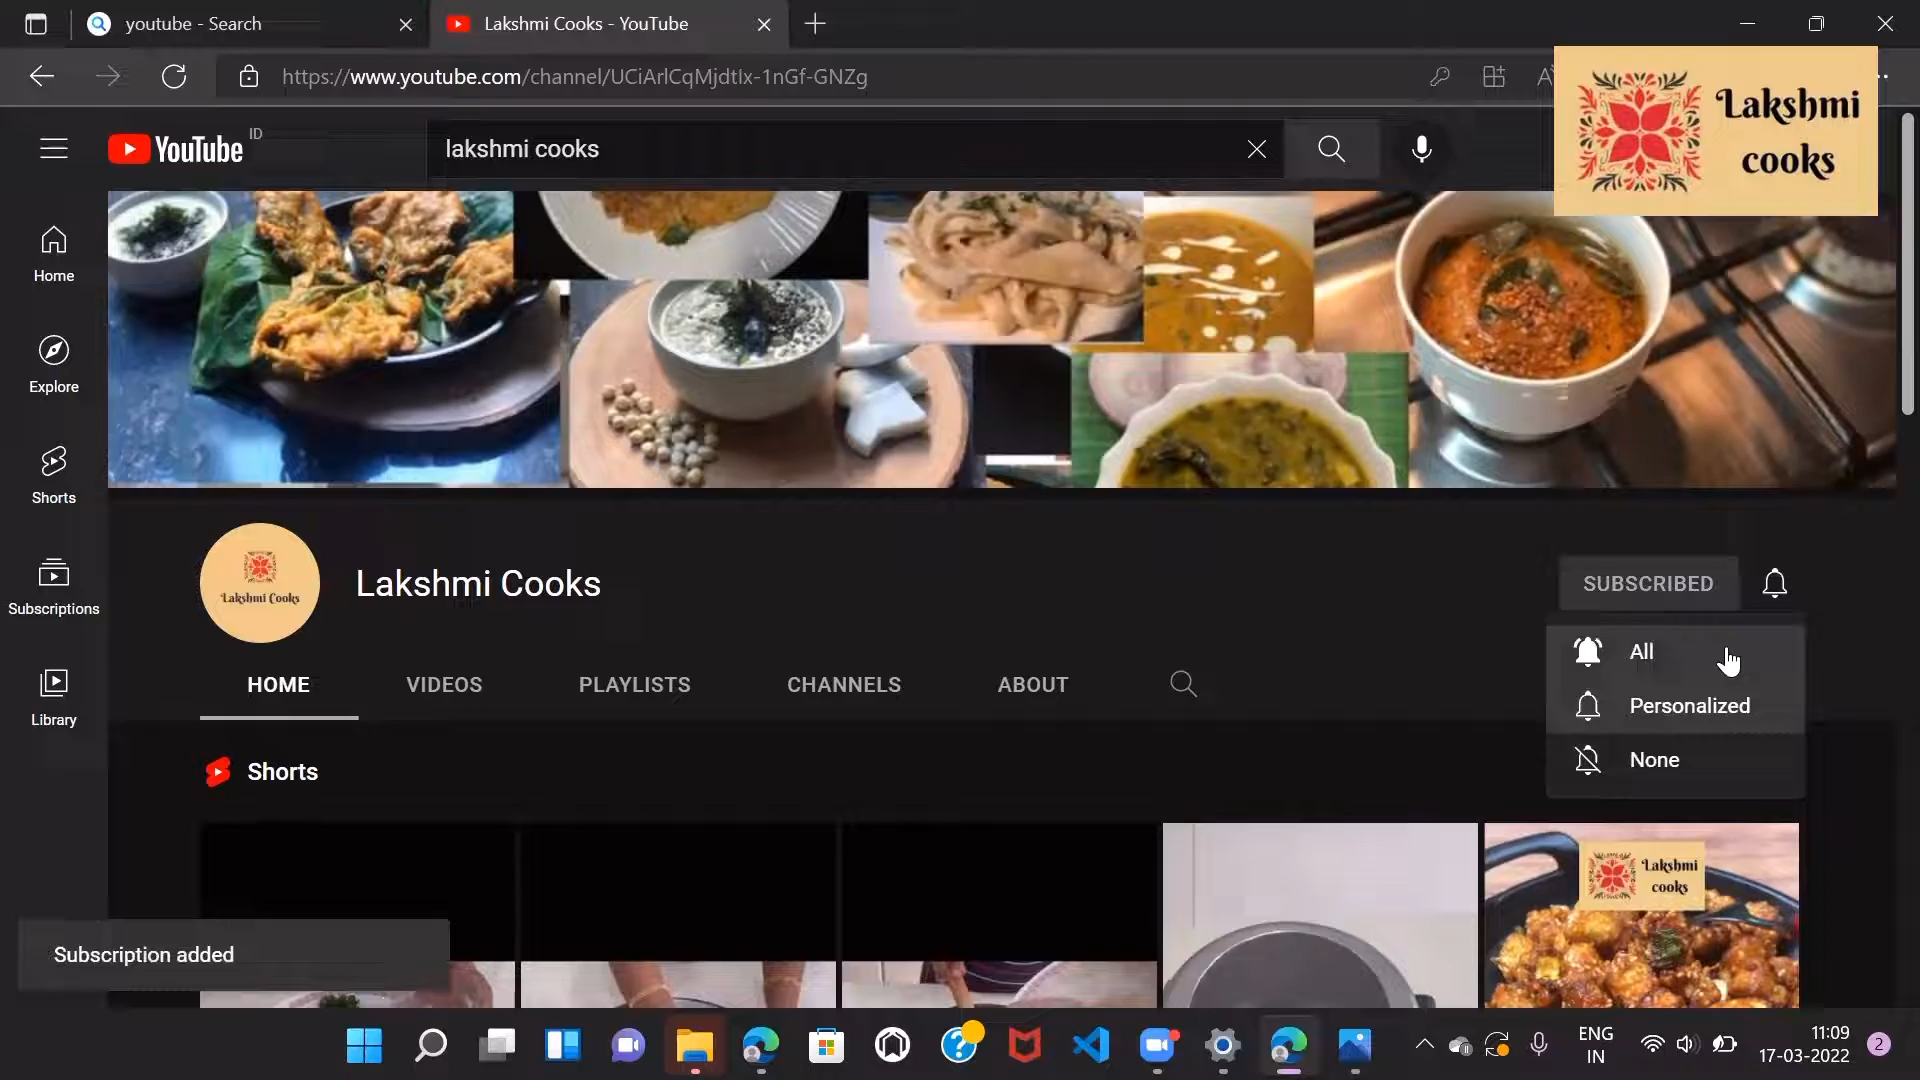 youtube - Search
Lakshmi Cooks - YouTube
https://www.youtube.com/channel/UCiArlCqMjdtIx-1nGf-GNZg
Lakshmi
cooks
YouTube ID
lakshmi cooks
Home
Explore
Shorts
Subscriptions
Library
Lakshmi Cooks
Lakshmi Cooks
SUBSCRIBED
All
Personalized
None
HOME
VIDEOS
PLAYLISTS
CHANNELS
ABOUT
Shorts
Lakshmi
cooks
Subscription added
ENG
IN
11:09
17-03-2022
2